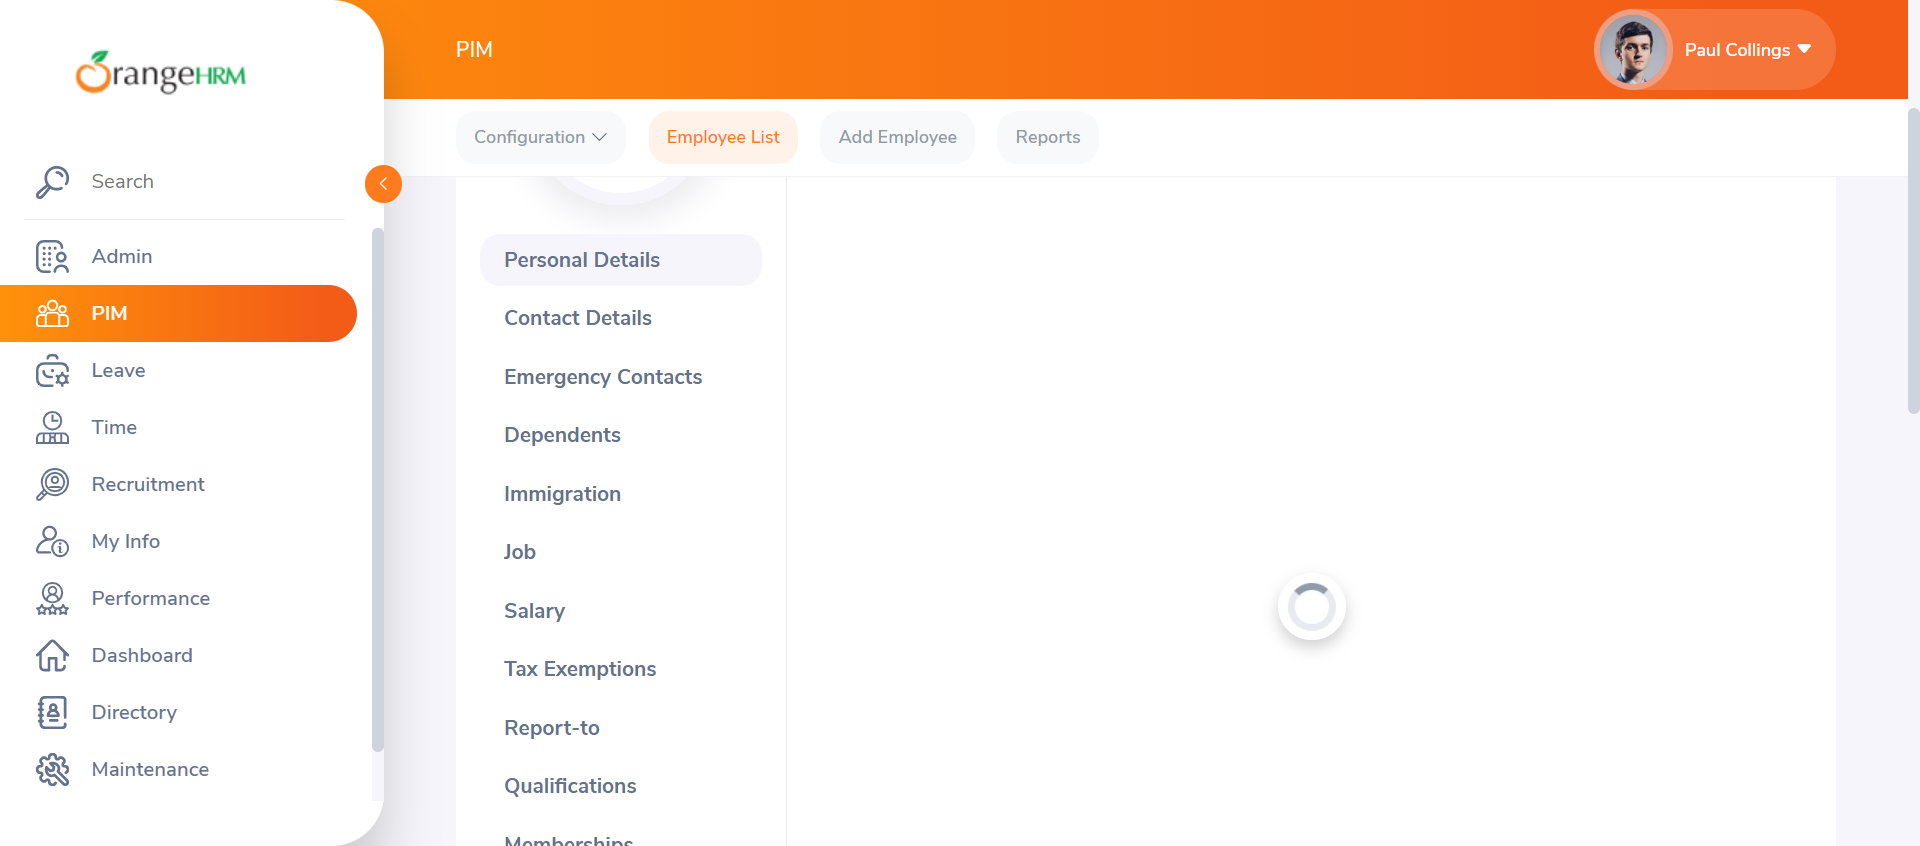 OrangeHRM
PIM
Paul Collings
Configuration
Employee List
Add Employee
Reports
Search
Admin
PIM
Leave
Time
Recruitment
My Info
Performance
Dashboard
Directory
Maintenance
Personal Details
Contact Details
Emergency Contacts
Dependents
Immigration
Job
Salary
Tax Exemptions
Report-to
Qualifications
Memberships